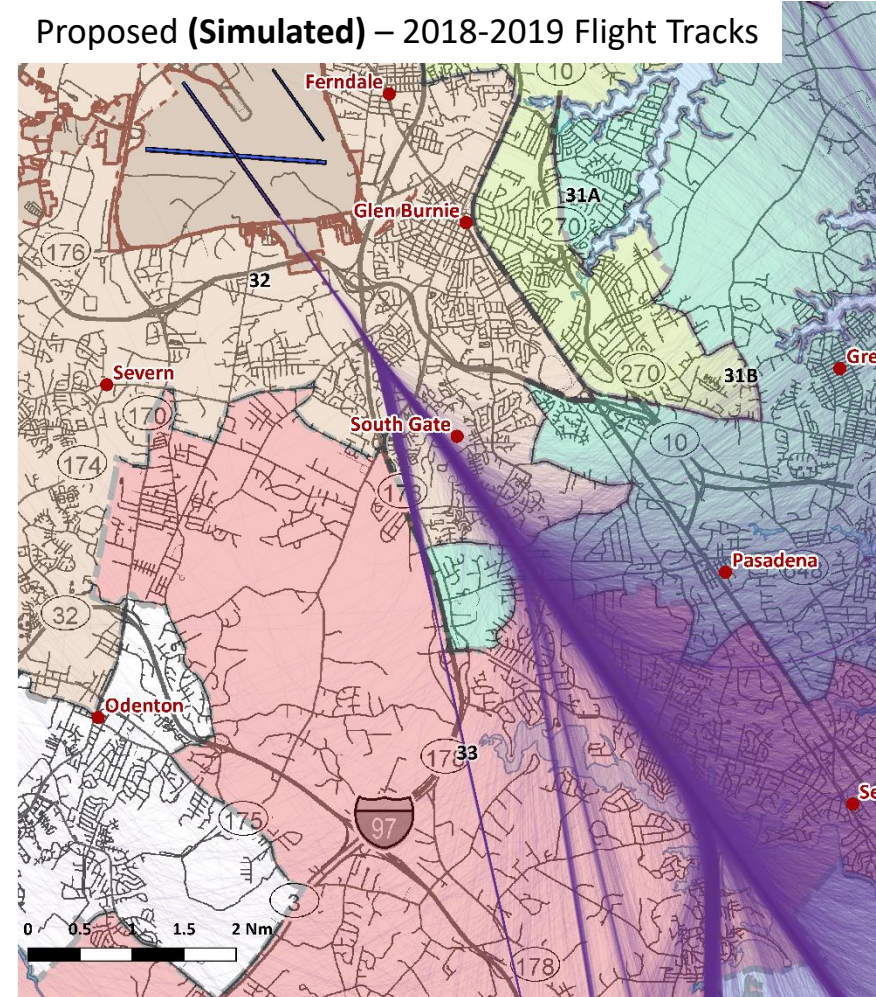 Proposed (Simulated) – 2018-2019 Flight Tracks
10
Ferndale
31A
Glen Burnie
270
176
32
Gre
Severn
270
31B
170
South Gate
10
174
Pasadena
32
Odenton
33
Se
97
175
3
0 0.5 1 1.5 2 Nm
178